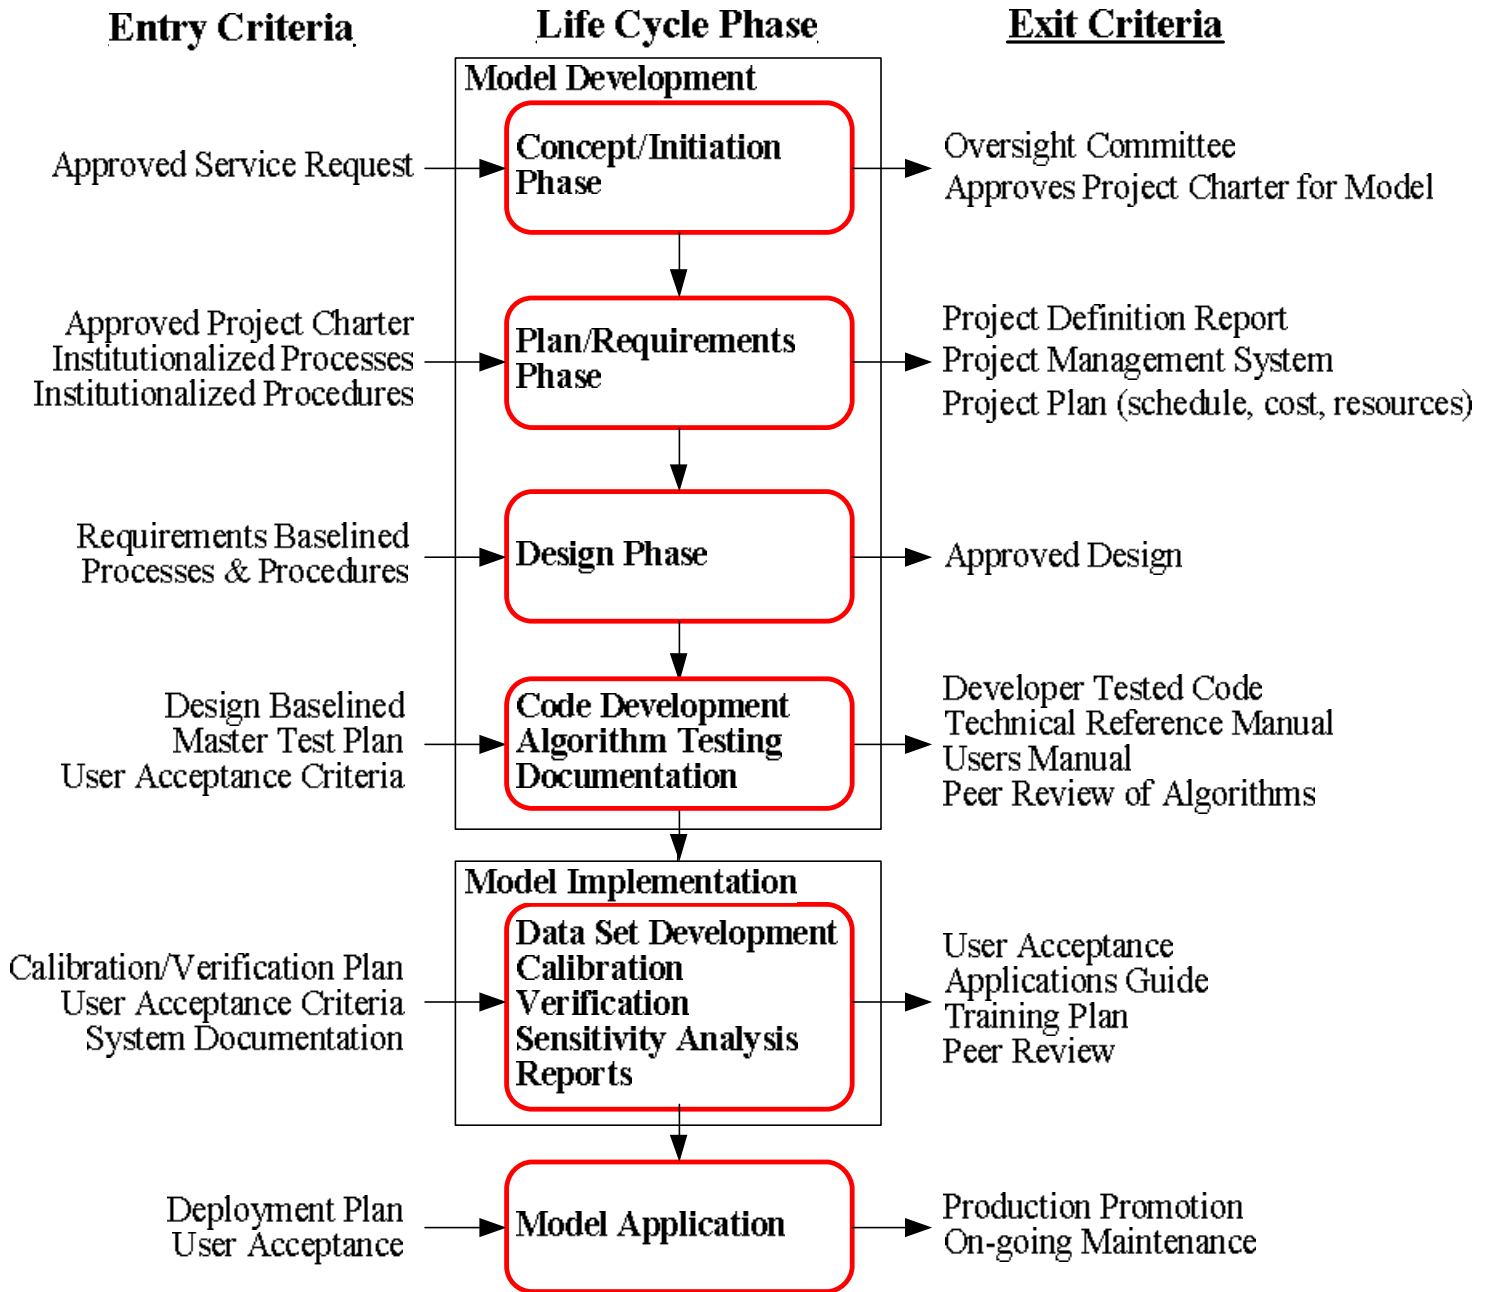 Entry Criteria
Life Cycle Phase
Exit Criteria
Model Development
Approved Service Request
Concept/Initiation
Phase
Oversight Committee
Approves Project Charter for Model
Approved Project Charter
Institutionalized Processes
Institutionalized Procedures
Plan/Requirements
Phase
Project Definition Report
Project Management System
Project Plan (schedule, cost, resources)
Requirements Baselined
Processes & Procedures
Design Phase
Approved Design
Design Baselined
Master Test Plan
User Acceptance Criteria
Code Development
Algorithm Testing
Documentation
Developer Tested Code
Technical Reference Manual
Users Manual
Peer Review of Algorithms
Model Implementation
Calibration/Verification Plan
User Acceptance Criteria
System Documentation
Data Set Development
Calibration
Verification
Sensitivity Analysis
Reports
User Acceptance
Applications Guide
Training Plan
Peer Review
Deployment Plan
User Acceptance
Model Application
Production Promotion
On-going Maintenance